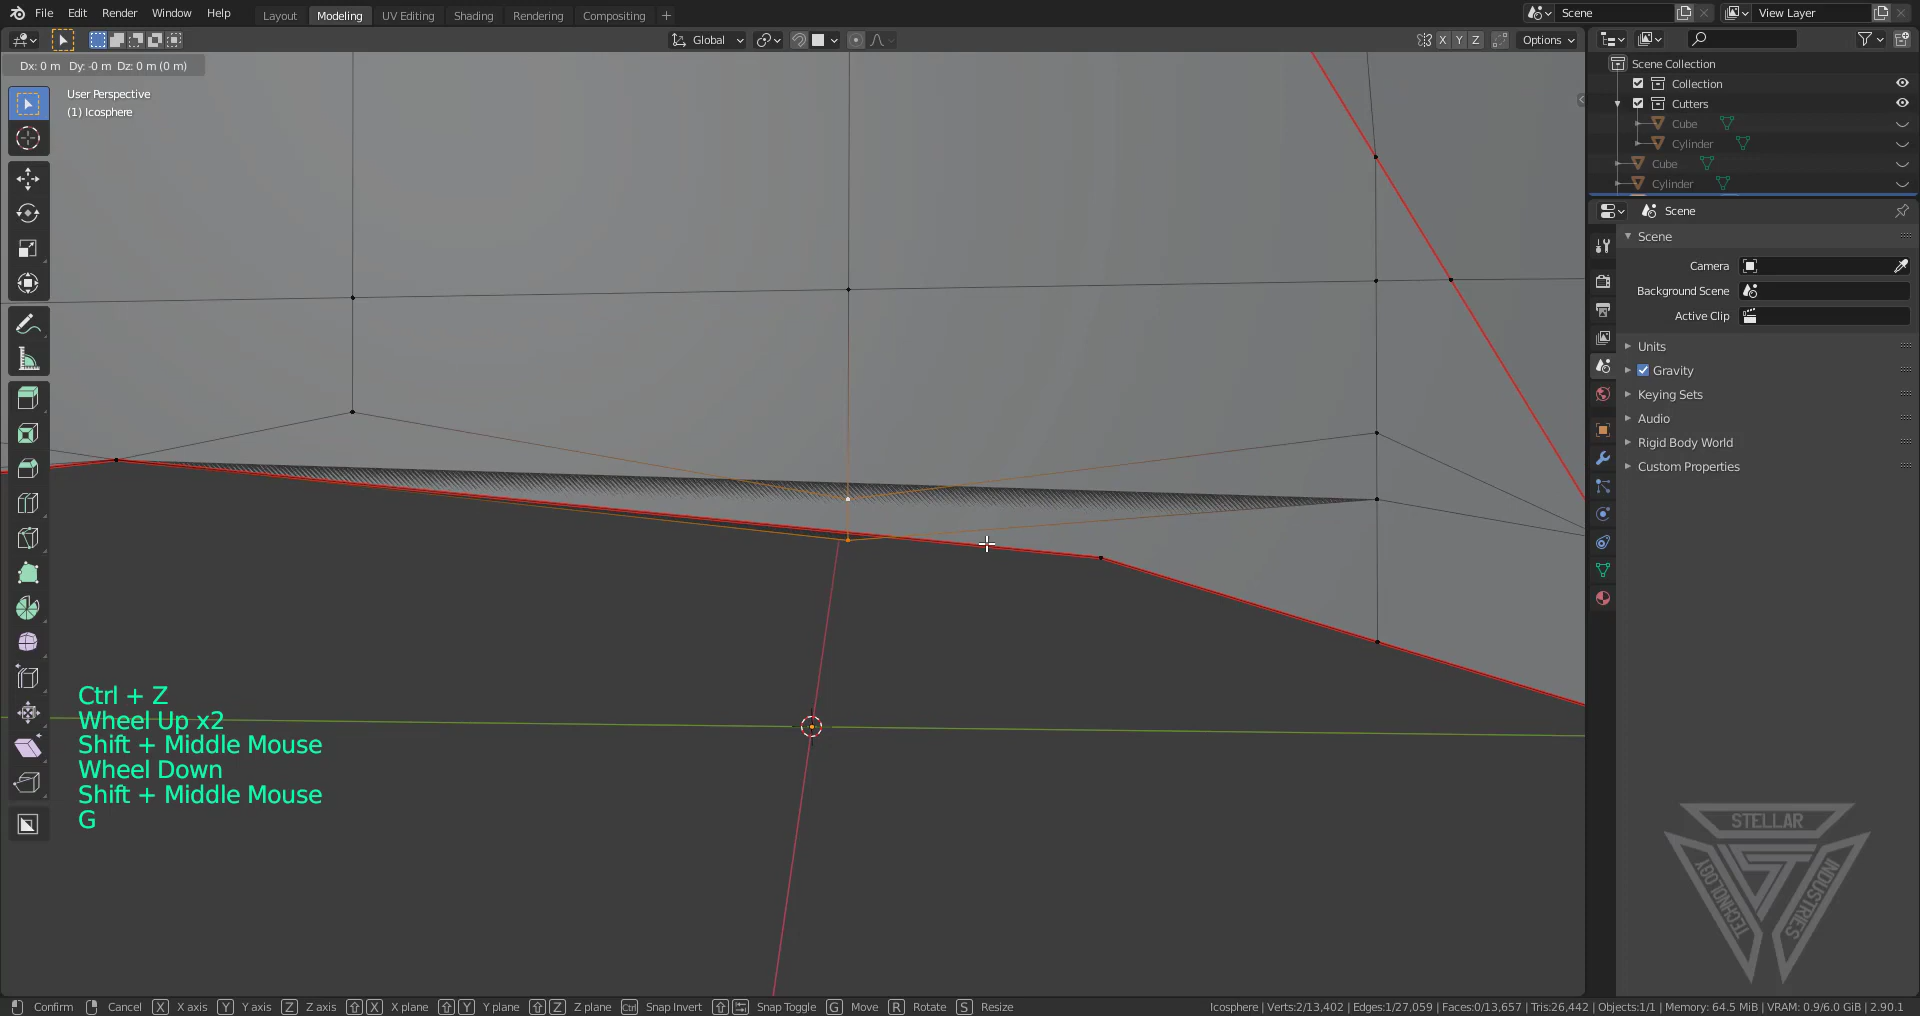 File Edit Render Window Help
Layout Modeling UV Editing Shading Rendering Compositing +
Scene View Layer
Global X Y Z Options
Dx: 0 m Dy: -0 m Dz: 0 m (0 m)
User Perspective
(1) Icosphere
Scene Collection
Collection
Cutters
Cube
Cylinder
Cube
Cylinder
Scene
Scene
Camera
Background Scene
Active Clip
Units
Gravity
Keying Sets
Audio
Rigid Body World
Custom Properties
Ctrl + Z
Wheel Up x2
Shift + Middle Mouse
Wheel Down
Shift + Middle Mouse
G
STELLAR
TECHNOLOGY
INDUSTRIES
Confirm Cancel X X axis Y Y axis Z Z axis X X plane Y Y plane Z Z plane Ctrl Snap Invert Snap Toggle G Move R Rotate S Resize
Icosphere | Verts:2/13,402 | Edges:1/27,059 | Faces:0/13,657 | Tris:26,442 | Objects:1/1 | Memory: 64.5 MiB | VRAM: 0.9/6.0 GiB | 2.90.1